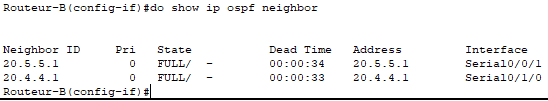 Routeur-B(config-if)#do show ip ospf neighbor
Neighbor ID     Pri   State           Dead Time   Address         Interface
20.5.5.1          0   FULL/  -        00:00:34    20.5.5.1        Serial0/0/1
20.4.4.1          0   FULL/  -        00:00:33    20.4.4.1        Serial0/1/0
Routeur-B(config-if)#